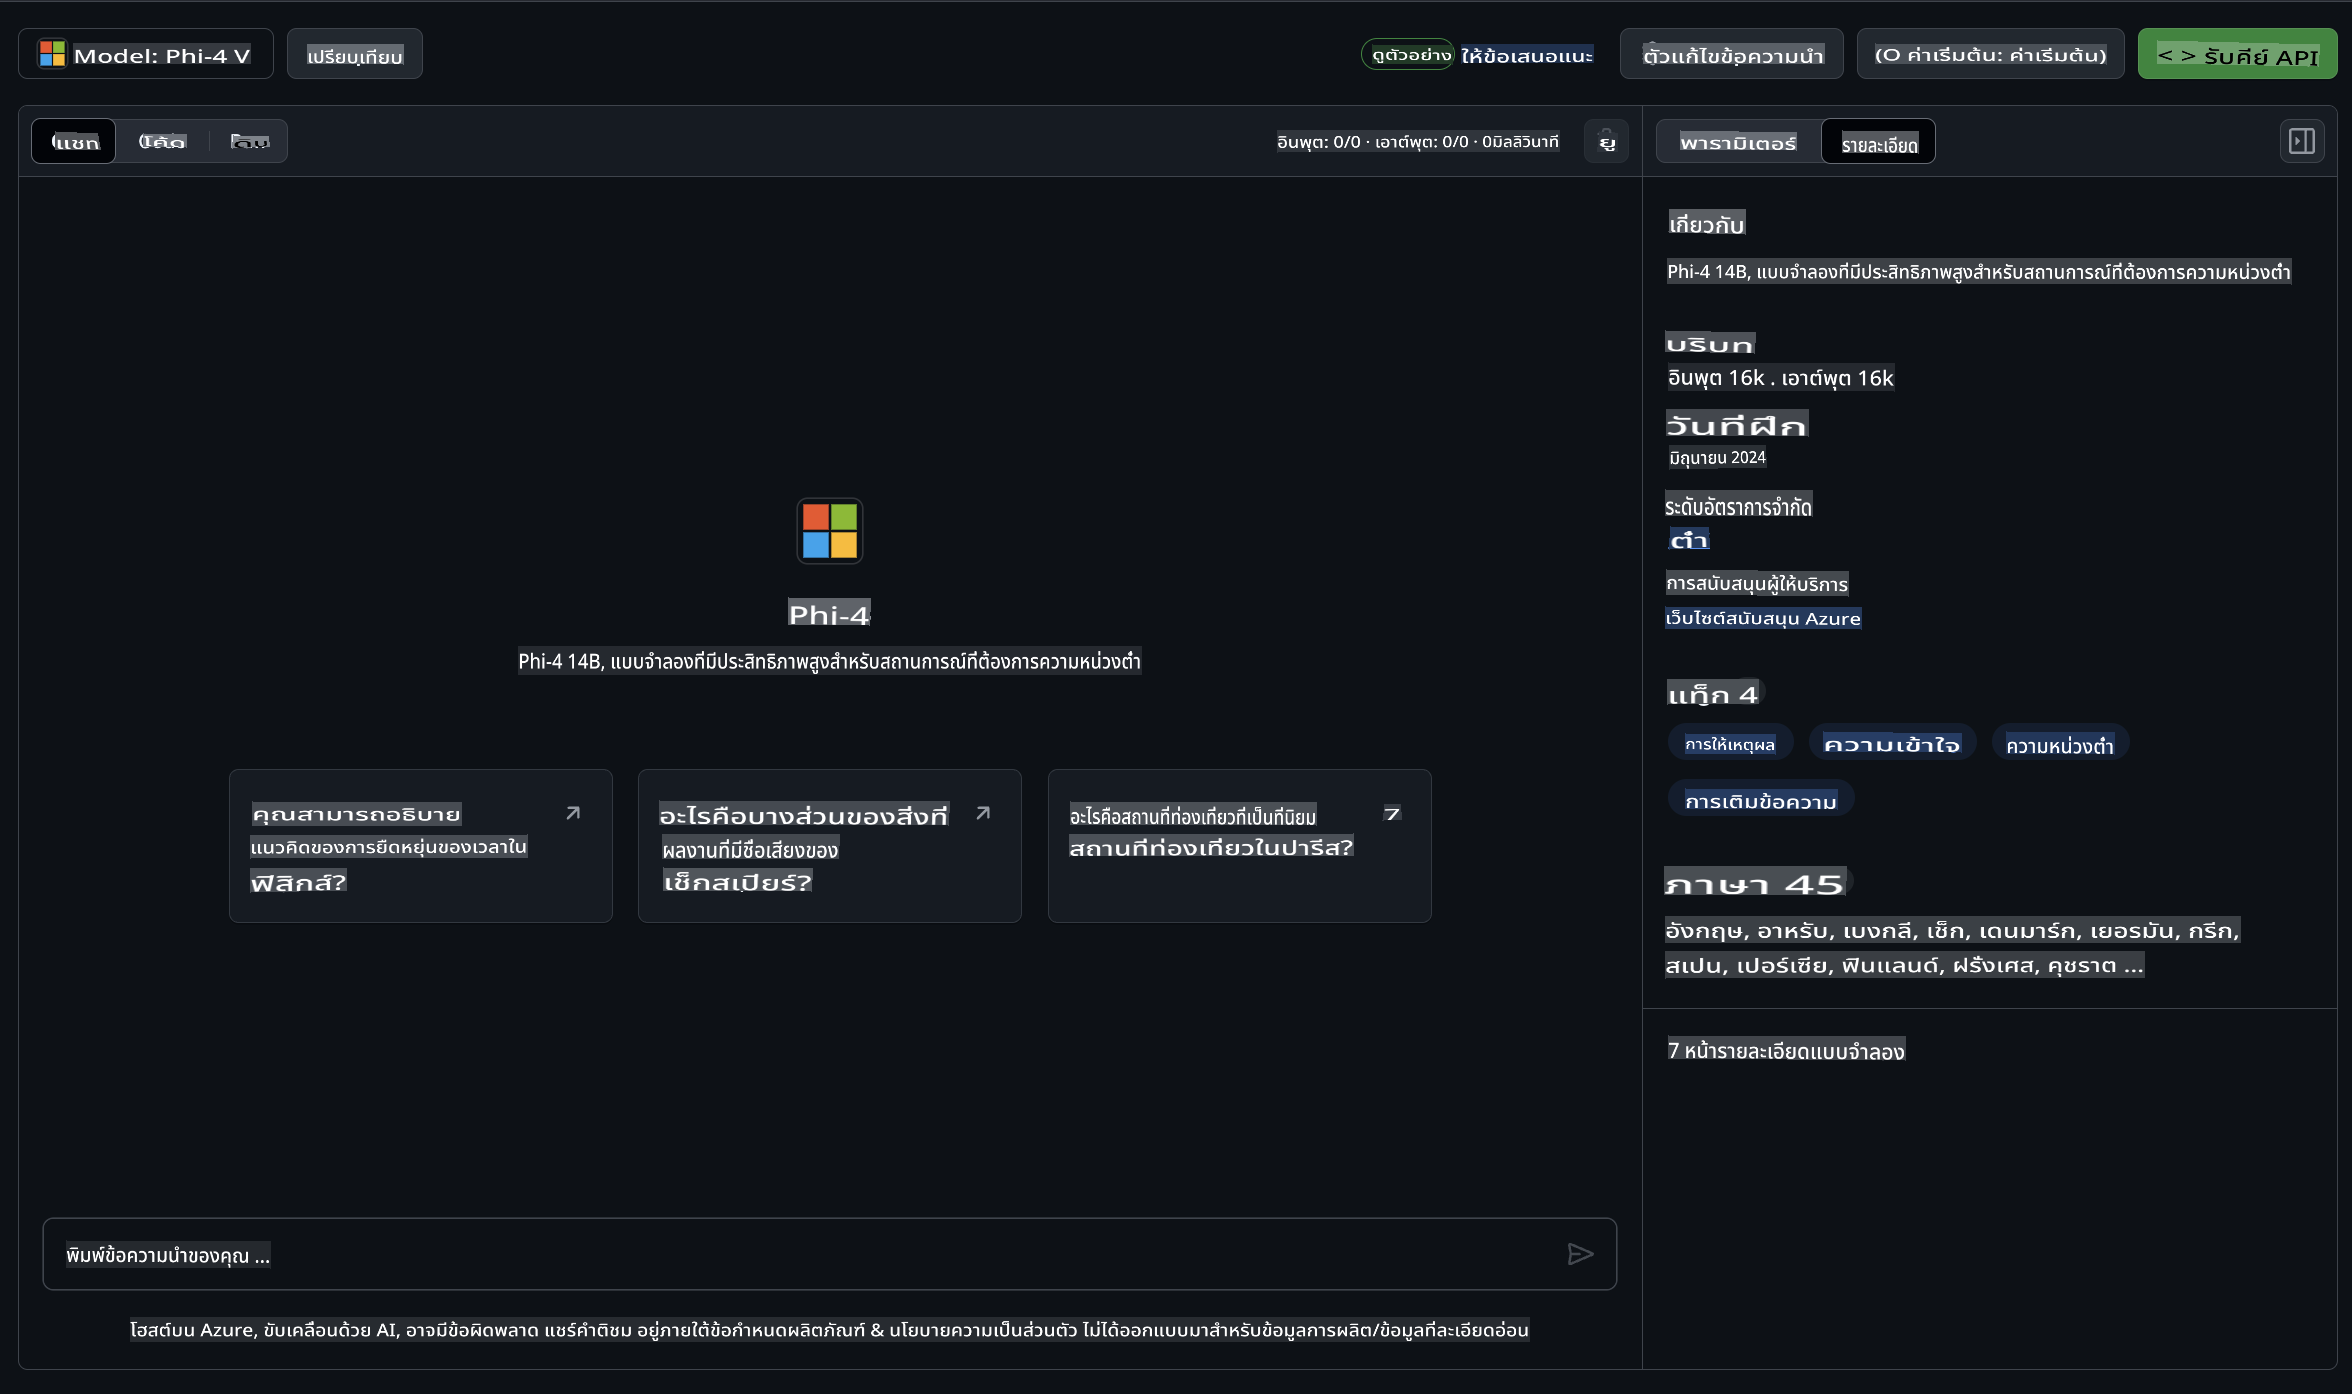 Model: Phi-4 V
เปรียบเทียบ
ดูตัวอย่าง
ให้ข้อเสนอแนะ
ตัวแก้ไขข้อความนำ
(O ค่าเริ่มต้น: ค่าเริ่มต้น)
< > รับคีย์ API
แชท
โค้ด
อินพุต: 0/0 · เอาต์พุต: 0/0 · 0มิลลิวินาที
พารามิเตอร์
รายละเอียด
เกี่ยวกับ
Phi-4 14B, แบบจำลองที่มีประสิทธิภาพสูงสำหรับสถานการณ์ที่ต้องการความหน่วงต่ำ
บริบท
อินพุต 16k . เอาต์พุต 16k
วันที่ฝึก
มิถุนายน 2024
ระดับอัตราการจำกัด
ต่ำ
การสนับสนุนผู้ให้บริการ
เว็บไซต์สนับสนุน Azure
แท็ก 4
การให้เหตุผล
ความเข้าใจ
ความหน่วงต่ำ
การเติมข้อความ
ภาษา 45
อังกฤษ, อาหรับ, เบงกลี, เช็ก, เดนมาร์ก, เยอรมัน, กรีก,
สเปน, เปอร์เซีย, ฟินแลนด์, ฝรั่งเศส, คุชราต ...
7 หน้ารายละเอียดแบบจำลอง
Phi-4
Phi-4 14B, แบบจำลองที่มีประสิทธิภาพสูงสำหรับสถานการณ์ที่ต้องการความหน่วงต่ำ
คุณสามารถอธิบาย
แนวคิดของการยืดหยุ่นของเวลาใน
ฟิสิกส์?
อะไรคือบางส่วนของสิ่งที่
ผลงานที่มีชื่อเสียงของ
เช็กสเปียร์?
อะไรคือสถานที่ท่องเที่ยวที่เป็นที่นิยม
สถานที่ท่องเที่ยวในปารีส?
พิมพ์ข้อความนำของคุณ ...
โฮสต์บน Azure, ขับเคลื่อนด้วย AI, อาจมีข้อผิดพลาด แชร์คำติชม อยู่ภายใต้ข้อกำหนดผลิตภัณฑ์ & นโยบายความเป็นส่วนตัว ไม่ได้ออกแบบมาสำหรับข้อมูลการผลิต/ข้อมูลที่ละเอียดอ่อน